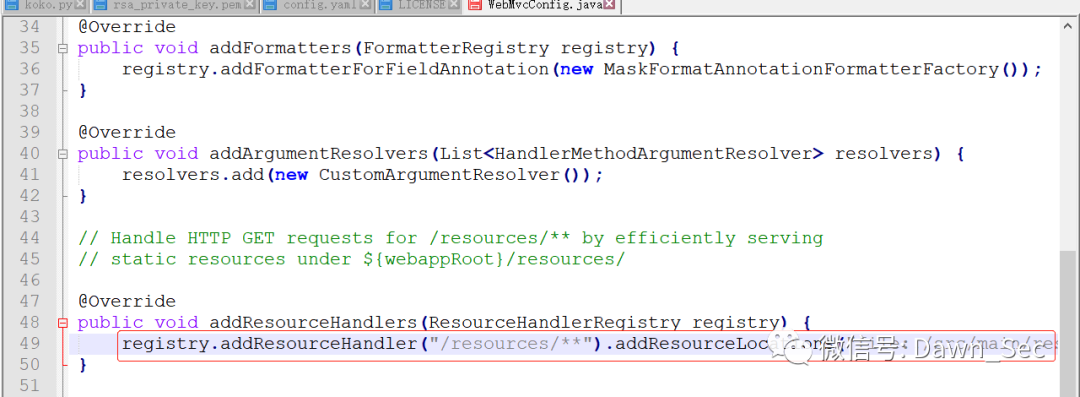 koko.py rsa_private_key.pem config.yaml LICENSE WebMvcConfig.java
34 @Override
35 public void addFormatters(FormatterRegistry registry) {
36 registry.addFormatterForFieldAnnotation(new MaskFormatAnnotationFormatterFactory());
37 }
38
39 @Override
40 public void addArgumentResolvers(List<HandlerMethodArgumentResolver> resolvers) {
41 resolvers.add(new CustomArgumentResolver());
42 }
43
44 // Handle HTTP GET requests for /resources/** by efficiently serving
45 // static resources under ${webappRoot}/resources/
46
47 @Override
48 public void addResourceHandlers(ResourceHandlerRegistry registry) {
49 registry.addResourceHandler("/resources/**").addResourceLoc
微信号: Dawn_Sec
50 }
51